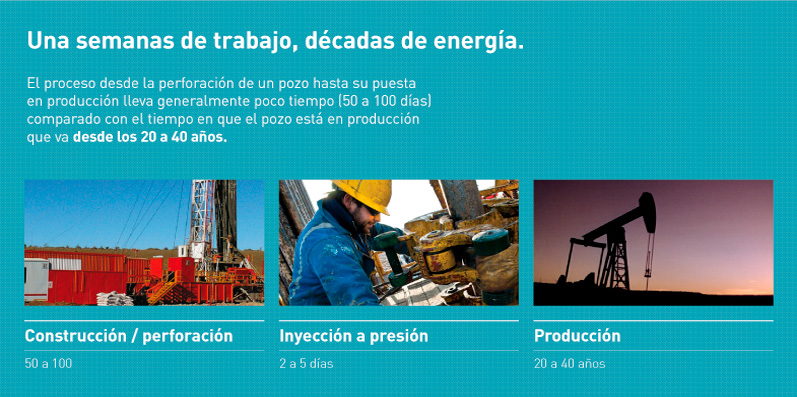 Una semanas de trabajo, décadas de energía.
El proceso desde la perforación de un pozo hasta su puesta
en producción lleva generalmente poco tiempo (50 a 100 días)
comparado con el tiempo en que el pozo está en producción
que va desde los 20 a 40 años.
Construcción / perforación
50 a 100
Inyección a presión
2 a 5 días
Producción
20 a 40 años